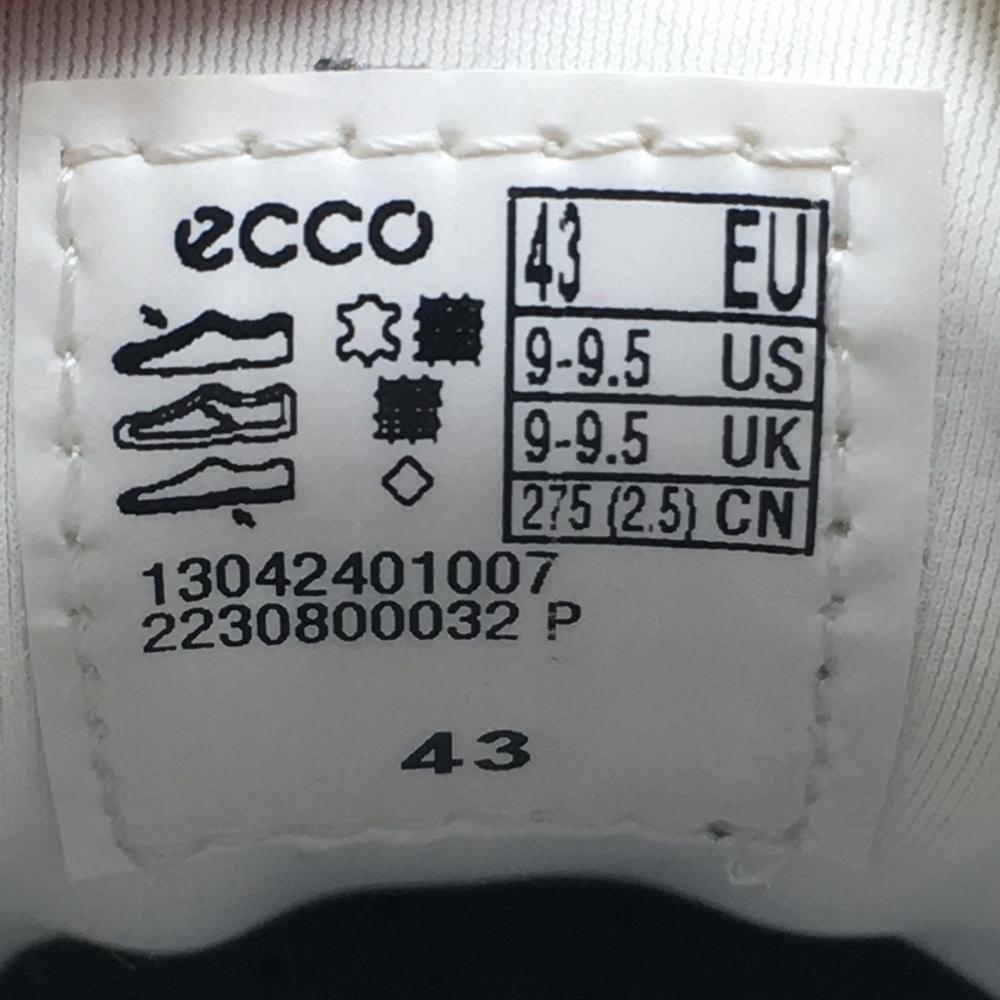 ecco
43 EU
9-9.5 US
9-9.5 UK
275 (2.5) CN
13042401007
2230800032 P
43